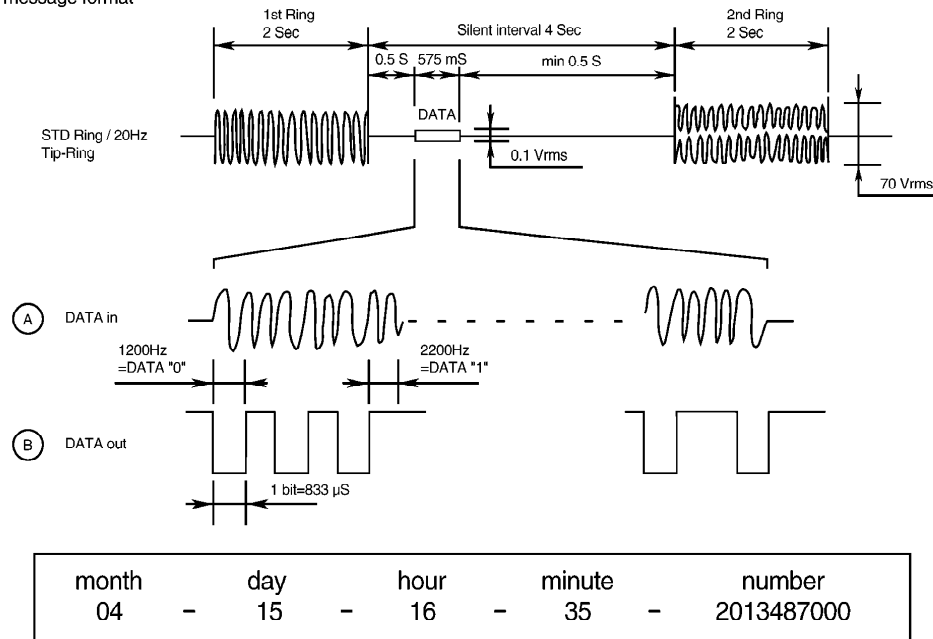 message format
1st Ring
2 Sec
Silent interval 4 Sec
2nd Ring
2 Sec
0.5 S
575 mS
min 0.5 S
DATA
STD Ring / 20Hz
Tip-Ring
0.1 Vrms
70 Vrms
A DATA in
1200Hz
=DATA "0"
2200Hz
=DATA "1"
B DATA out
1 bit=833 µS
month day hour minute number
04 – 15 – 16 – 35 – 2013487000